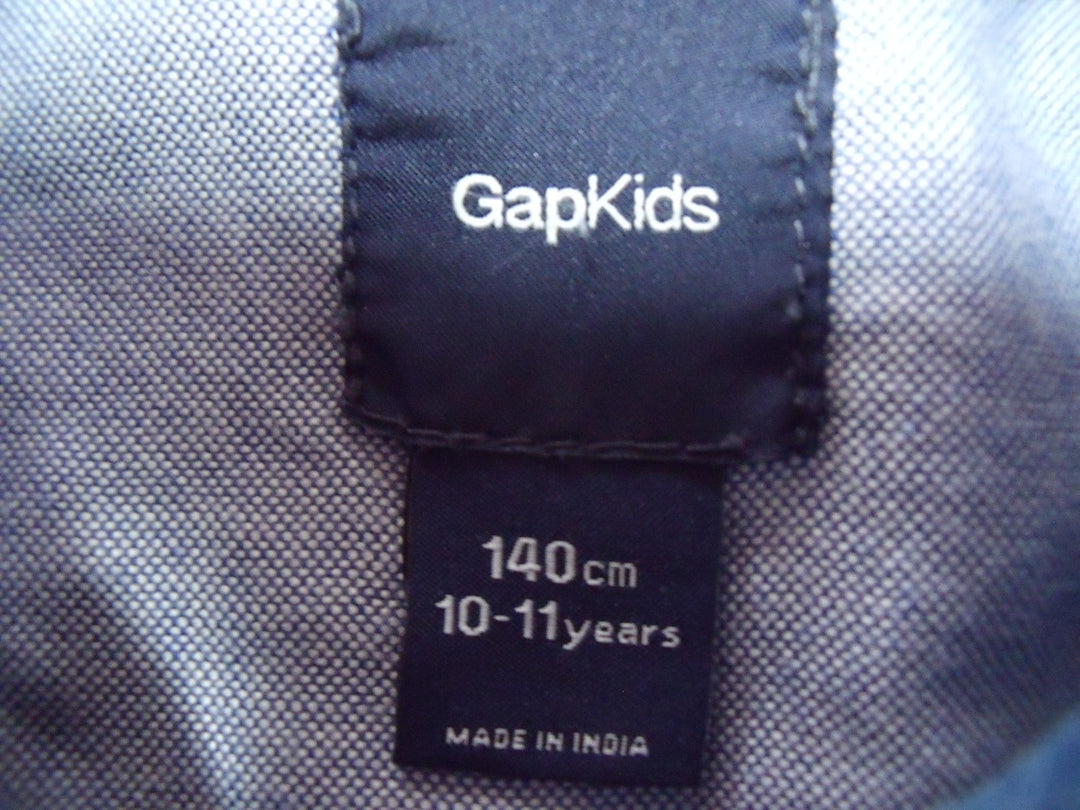 GapKids
140cm
10-11years
MADE IN INDIA